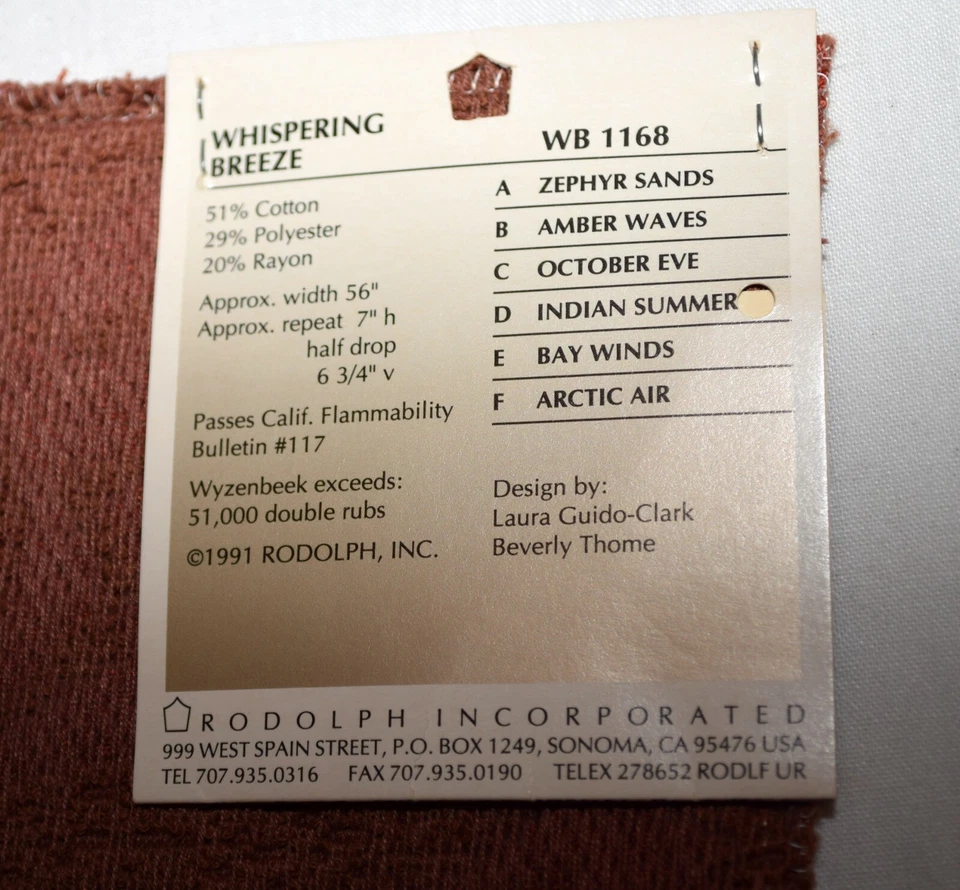 WHISPERING
BREEZE
51% Cotton
29% Polyester
20% Rayon
Approx. width 56"
Approx. repeat 7" h
half drop
6 3/4" v
Passes Calif. Flammability
Bulletin #117
Wyzenbeek exceeds:
51,000 double rubs
©1991 RODOLPH, INC.
WB 1168
A ZEPHYR SANDS
B AMBER WAVES
C OCTOBER EVE
D INDIAN SUMMER
E BAY WINDS
F ARCTIC AIR
Design by:
Laura Guido-Clark
Beverly Thome
RODOLPH INCORPORATED
999 WEST SPAIN STREET, P.O. BOX 1249, SONOMA, CA 95476 USA
TEL 707.935.0316 FAX 707.935.0190 TELEX 278652 RODLF UR